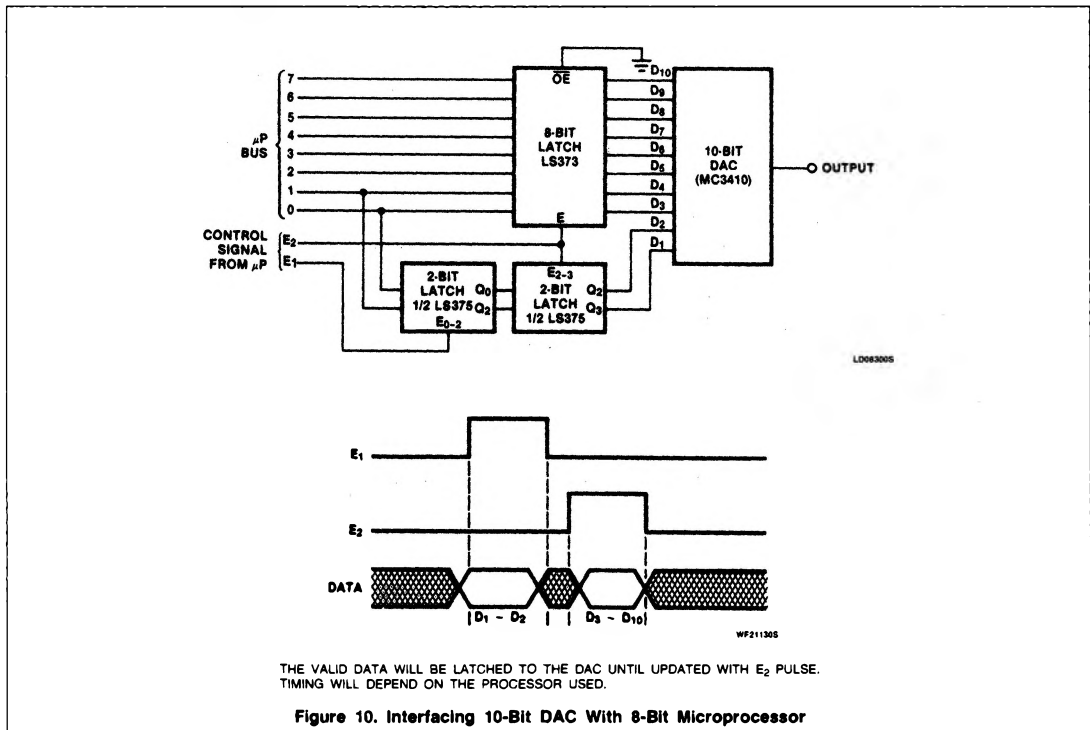 OE
D10
7
6
5
4
3
2
1
0
µP
BUS
8-BIT
LATCH
LS373
E
D9
D8
D7
D6
D5
D4
D3
D2
D1
10-BIT
DAC
(MC3410)
OUTPUT
CONTROL
SIGNAL
FROM µP
E2
E1
2-BIT
LATCH
1/2 LS375
Q0
Q2
E0-2
E2-3
2-BIT
LATCH
1/2 LS375
Q2
Q3
LD08300S
E1
E2
DATA
D1 - D2
D3 - D10
WF21130S
THE VALID DATA WILL BE LATCHED TO THE DAC UNTIL UPDATED WITH E2 PULSE.
TIMING WILL DEPEND ON THE PROCESSOR USED.
Figure 10. Interfacing 10-Bit DAC With 8-Bit Microprocessor